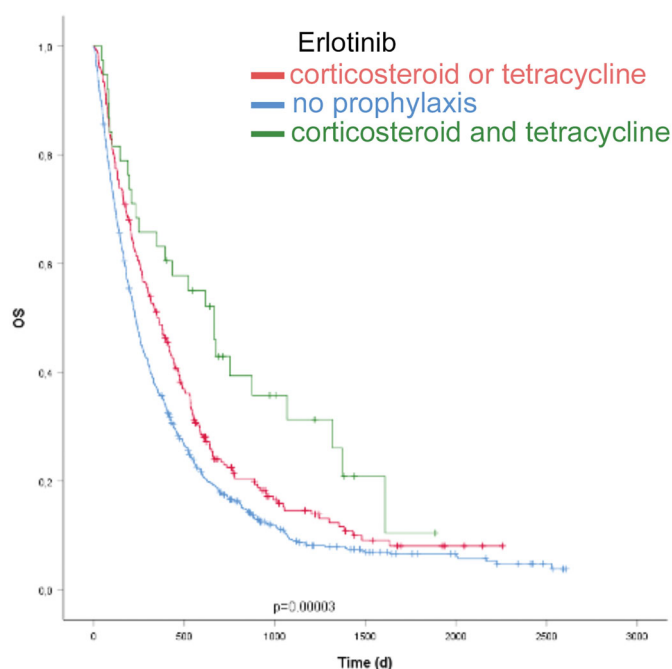 Erlotinib
corticosteroid or tetracycline
no prophylaxis
corticosteroid and tetracycline
1,0
0,8
0,6
0,4
0,2
0,0
OS
p=0.00003
0 500 1000 1500 2000 2500 3000
Time (d)